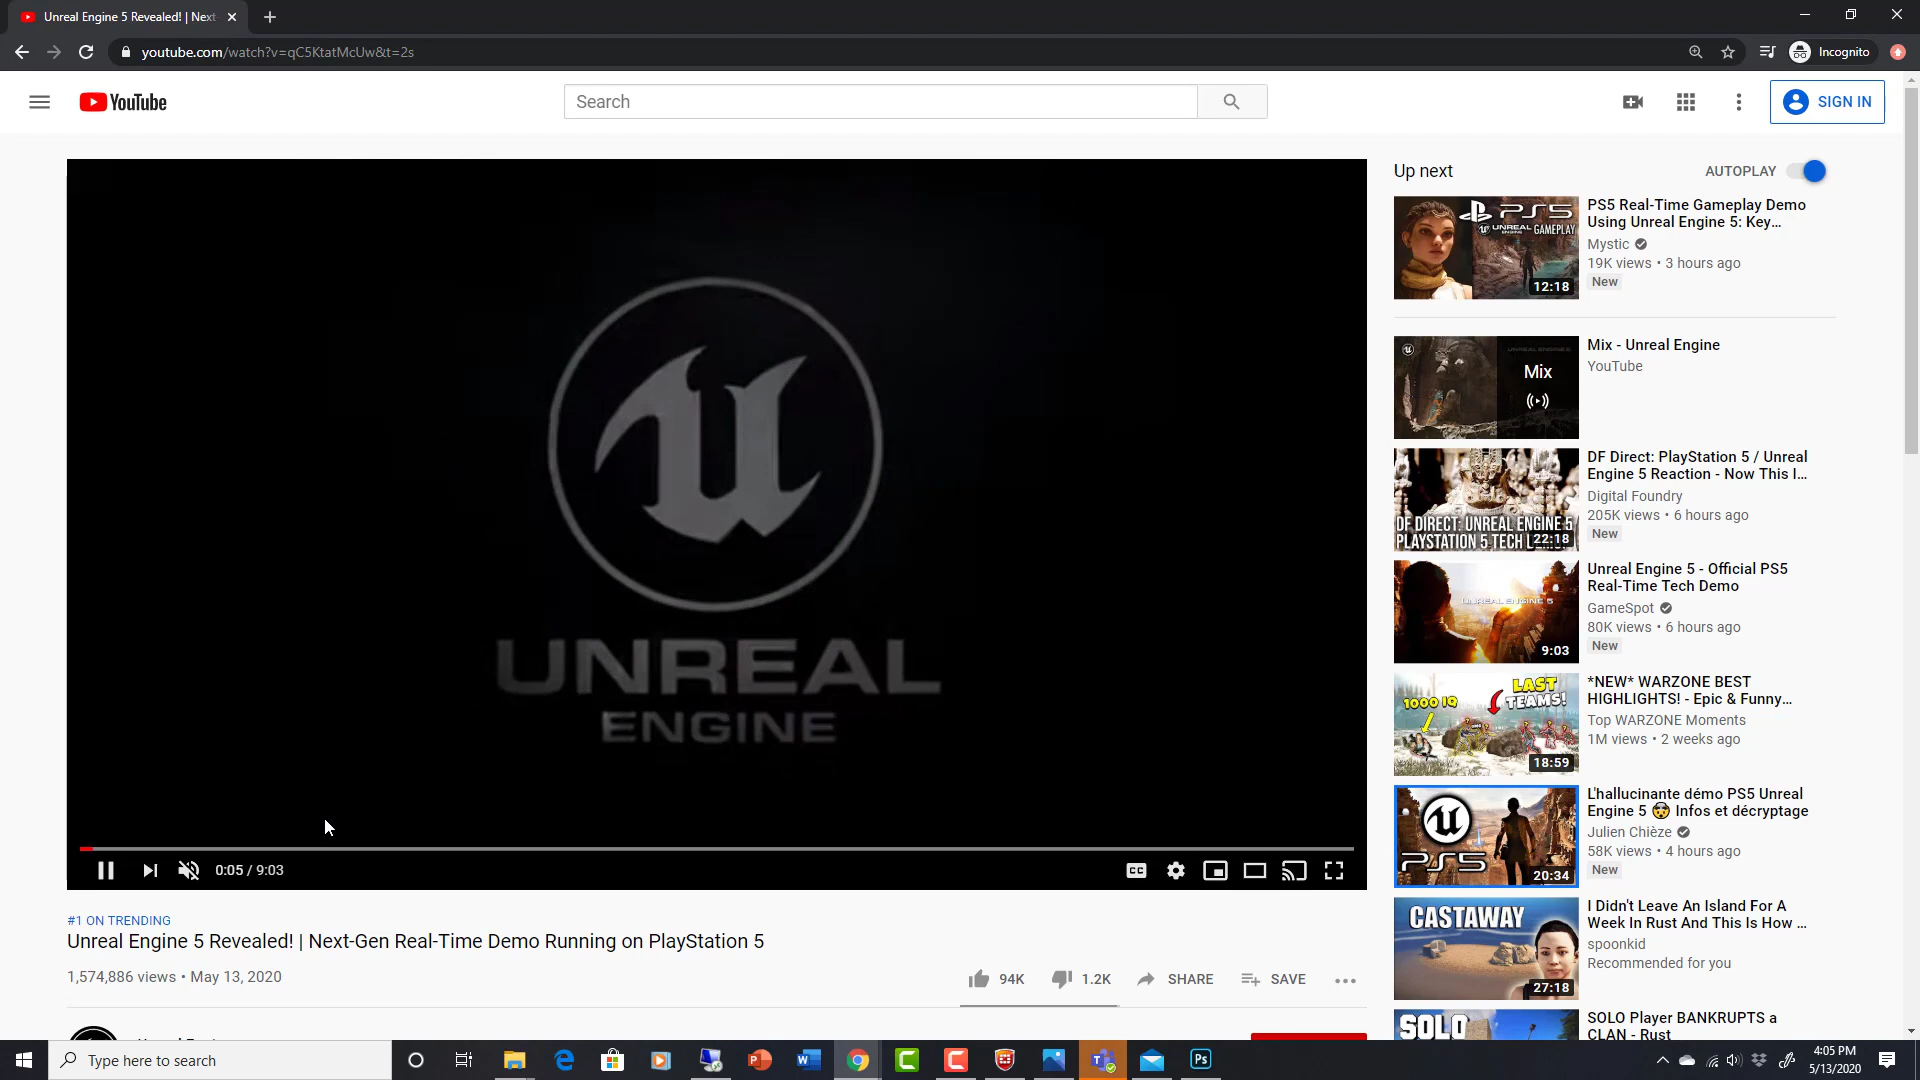 Unreal Engine 5 Revealed! | Next
youtube.com/watch?v=qC5KtatMcUw&t=2s
Incognito
YouTube
Search
SIGN IN
UNREAL
ENGINE
0:05 / 9:03
CC
#1 ON TRENDING
Unreal Engine 5 Revealed! | Next-Gen Real-Time Demo Running on PlayStation 5
1,574,886 views • May 13, 2020
94K
1.2K
SHARE
SAVE
Up next
AUTOPLAY
PS5
UNREAL ENGINE GAMEPLAY
12:18
PS5 Real-Time Gameplay Demo
Using Unreal Engine 5: Key...
Mystic
19K views • 3 hours ago
New
Mix
Mix - Unreal Engine
YouTube
DF DIRECT: UNREAL ENGINE 5
PLAYSTATION 5 TECH
22:18
DF Direct: PlayStation 5 / Unreal
Engine 5 Reaction - Now This I...
Digital Foundry
205K views • 6 hours ago
New
UNREAL ENGINE 5
9:03
Unreal Engine 5 - Official PS5
Real-Time Tech Demo
GameSpot
80K views • 6 hours ago
New
1000 IQ
LAST
TEAMS!
18:59
*NEW* WARZONE BEST
HIGHLIGHTS! - Epic & Funny...
Top WARZONE Moments
1M views • 2 weeks ago
PS5
20:34
L'hallucinante démo PS5 Unreal
Engine 5 🤯 Infos et décryptage
Julien Chièze
58K views • 4 hours ago
New
CASTAWAY
27:18
I Didn't Leave An Island For A
Week In Rust And This Is How ...
spoonkid
Recommended for you
SOLO
SOLO Player BANKRUPTS a
CLAN - Rust
Type here to search
Ps
4:05 PM
5/13/2020